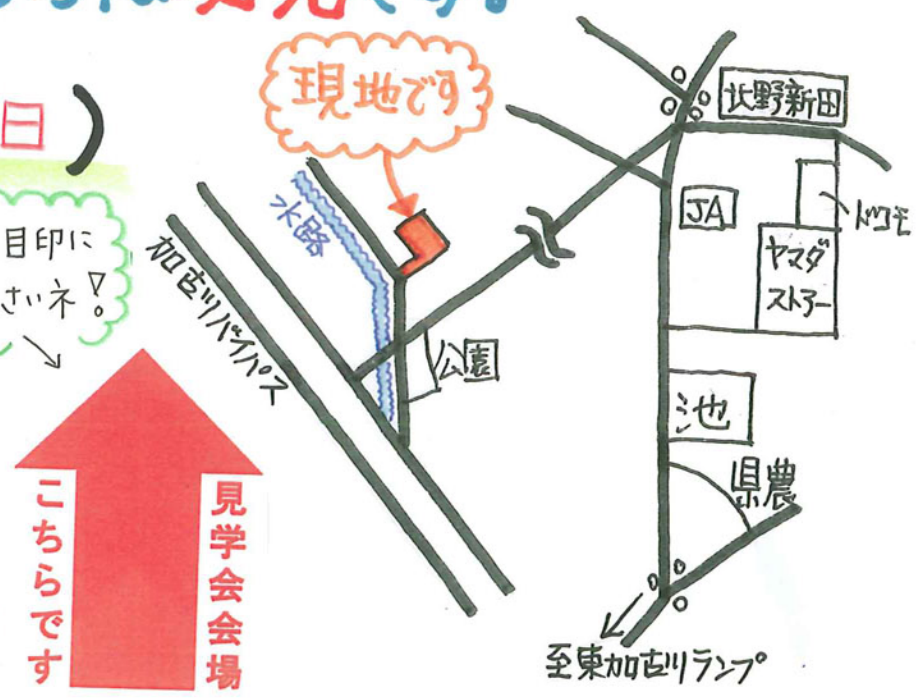 です。
日)
現地です
北野新田
目印に
さいネ!
水路
加古川バイパス
JA
ドコモ
ヤマダ
ストアー
公園
池
県農
見学会会場
こちらです
至東加古川ランプ